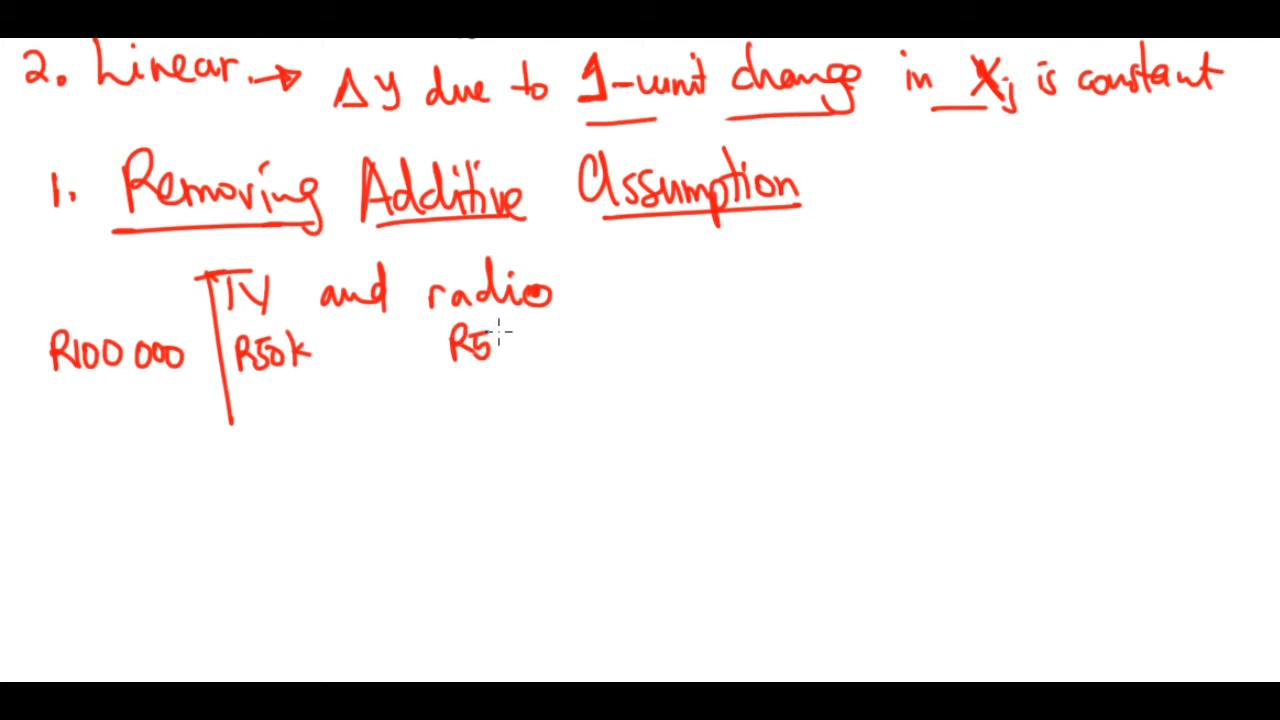 2. Linear. → Δy due to 1-unit change in Xj is constant
1. Removing Additive Assumption
TV and radio
R100 000 R50k R5